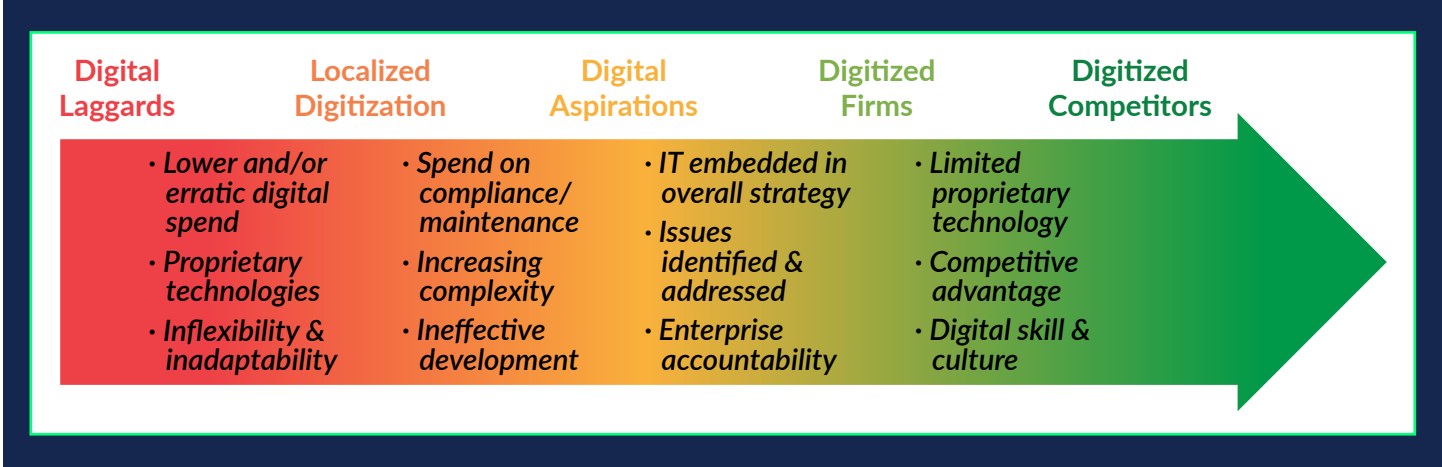 Digital
Laggards
Localized
Digitization
Digital
Aspirations
Digitized
Firms
Digitized
Competitors
· Lower and/or
erratic digital
spend
· Proprietary
technologies
· Inflexibility &
inadaptability
· Spend on
compliance/
maintenance
· Increasing
complexity
· Ineffective
development
· IT embedded in
overall strategy
· Issues
identified &
addressed
· Enterprise
accountability
· Limited
proprietary
technology
· Competitive
advantage
· Digital skill &
culture